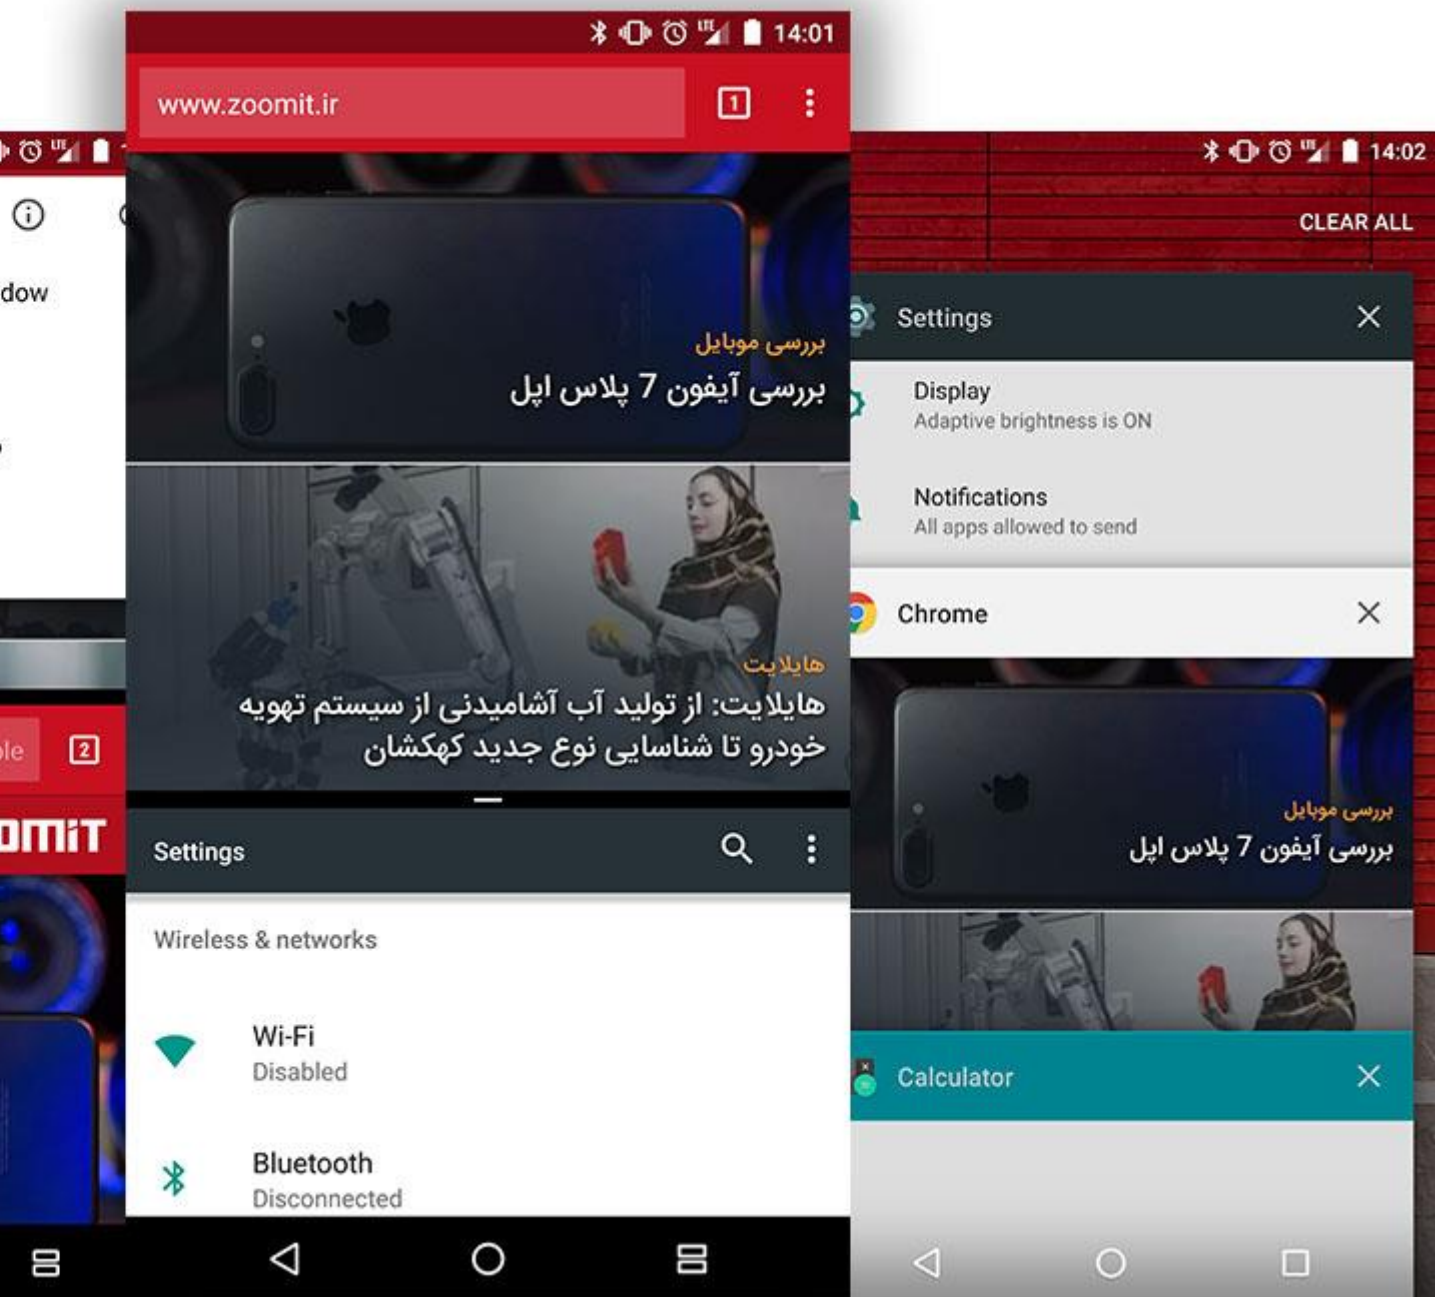 14:01
www.zoomit.ir
1
بررسی موبایل
بررسی آیفون 7 پلاس اپل
هایلایت
هایلایت: از تولید آب آشامیدنی از سیستم تهویه
خودرو تا شناسایی نوع جدید کهکشان
Settings
Wireless & networks
Wi-Fi
Disabled
Bluetooth
Disconnected
LTE
dow
2
omiT
LTE
14:02
CLEAR ALL
Settings
Display
Adaptive brightness is ON
Notifications
All apps allowed to send
Chrome
بررسی موبایل
بررسی آیفون 7 پلاس اپل
Calculator